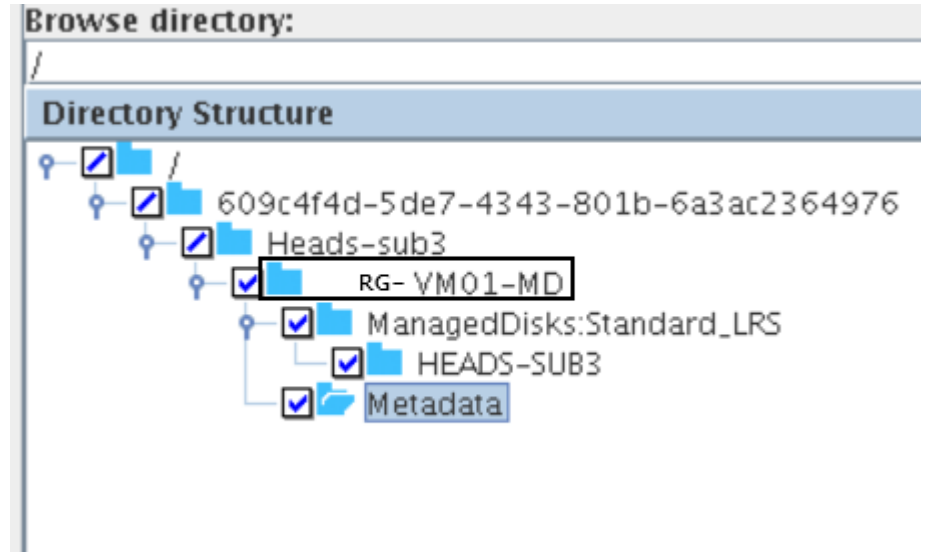 Browse directory:
/
Directory Structure
/
609c4f4d-5de7-4343-801b-6a3ac2364976
Heads-sub3
RG- VM01-MD
ManagedDisks:Standard_LRS
HEADS-SUB3
Metadata